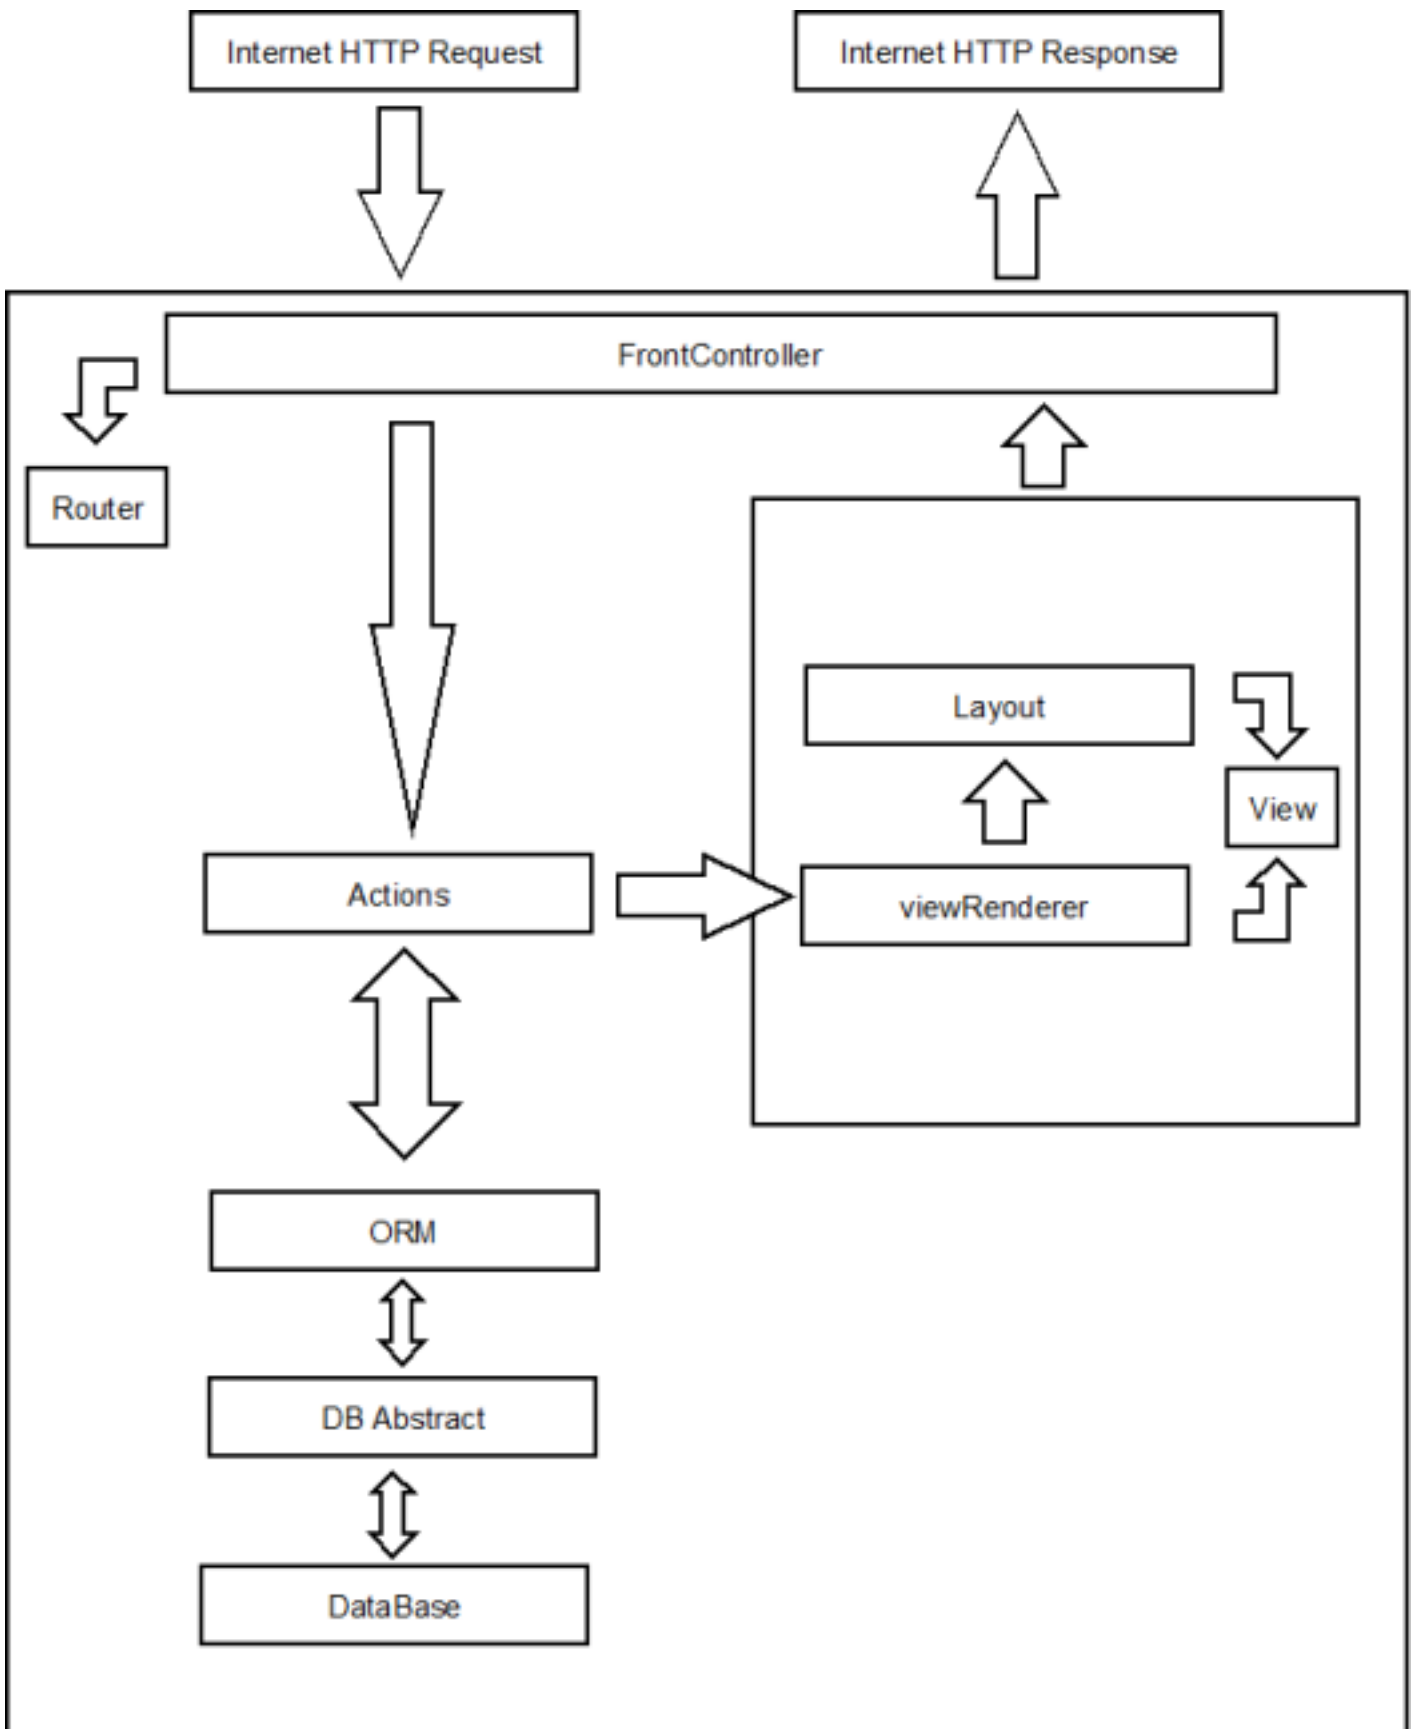 Internet HTTP Request
Internet HTTP Response
FrontController
Router
Layout
View
Actions
viewRenderer
ORM
DB Abstract
DataBase